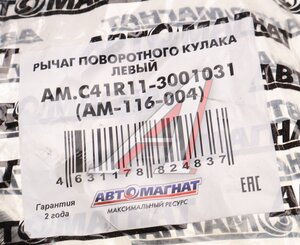 РЫЧАГ ПОВОРОТНОГО КУЛАКА
ЛЕВЫЙ
AM.C41R11-3001031
(AM-116-004)
4 631178 824837
Гарантия
2 года
АВТОМАГНАТ
МАКСИМАЛЬНЫЙ РЕСУРС
ЕАС